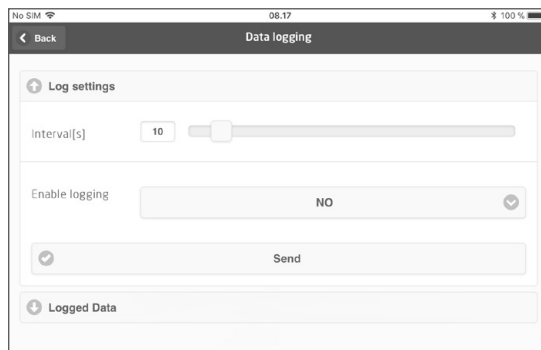 No SIM 08.17 100 %
Back Data logging
Log settings
Interval[s] 10
Enable logging NO
Send
Logged Data